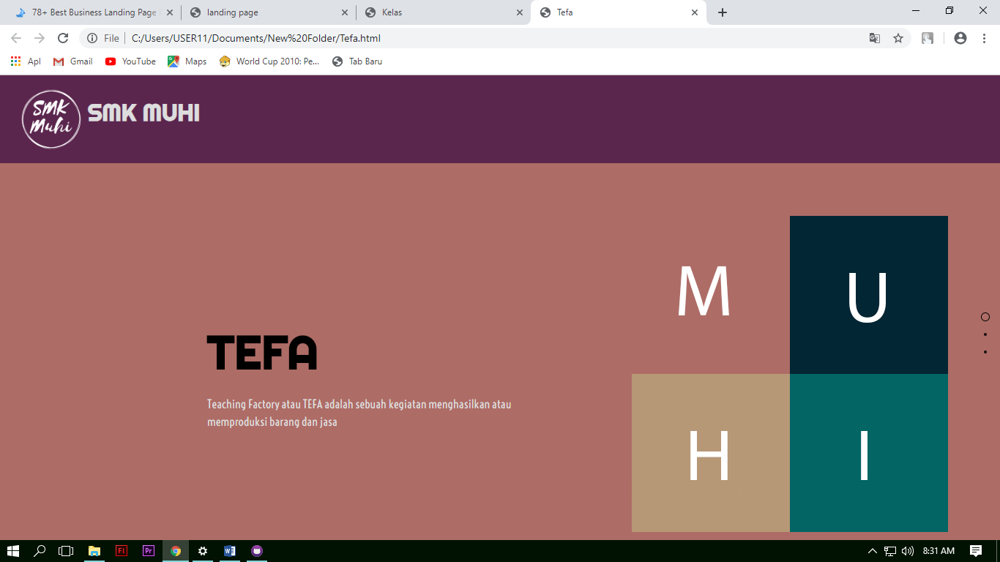 78+ Best Business Landing Page
landing page
Kelas
Tefa
File
C:/Users/USER11/Documents/New%20Folder/Tefa.html
Apl
Gmail
YouTube
Maps
World Cup 2010: Pe...
Tab Baru
SMK
Muhi
SMK MUHI
M
U
H
I
TEFA
Teaching Factory atau TEFA adalah sebuah kegiatan menghasilkan atau
memproduksi barang dan jasa
Fl
Pr
8:31 AM